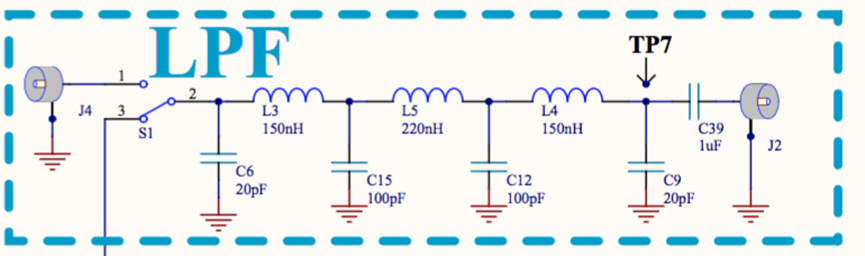 LPF
TP7
1
J4
3
2
S1
L3
150nH
L5
220nH
L4
150nH
C39
1uF
J2
C6
20pF
C15
100pF
C12
100pF
C9
20pF